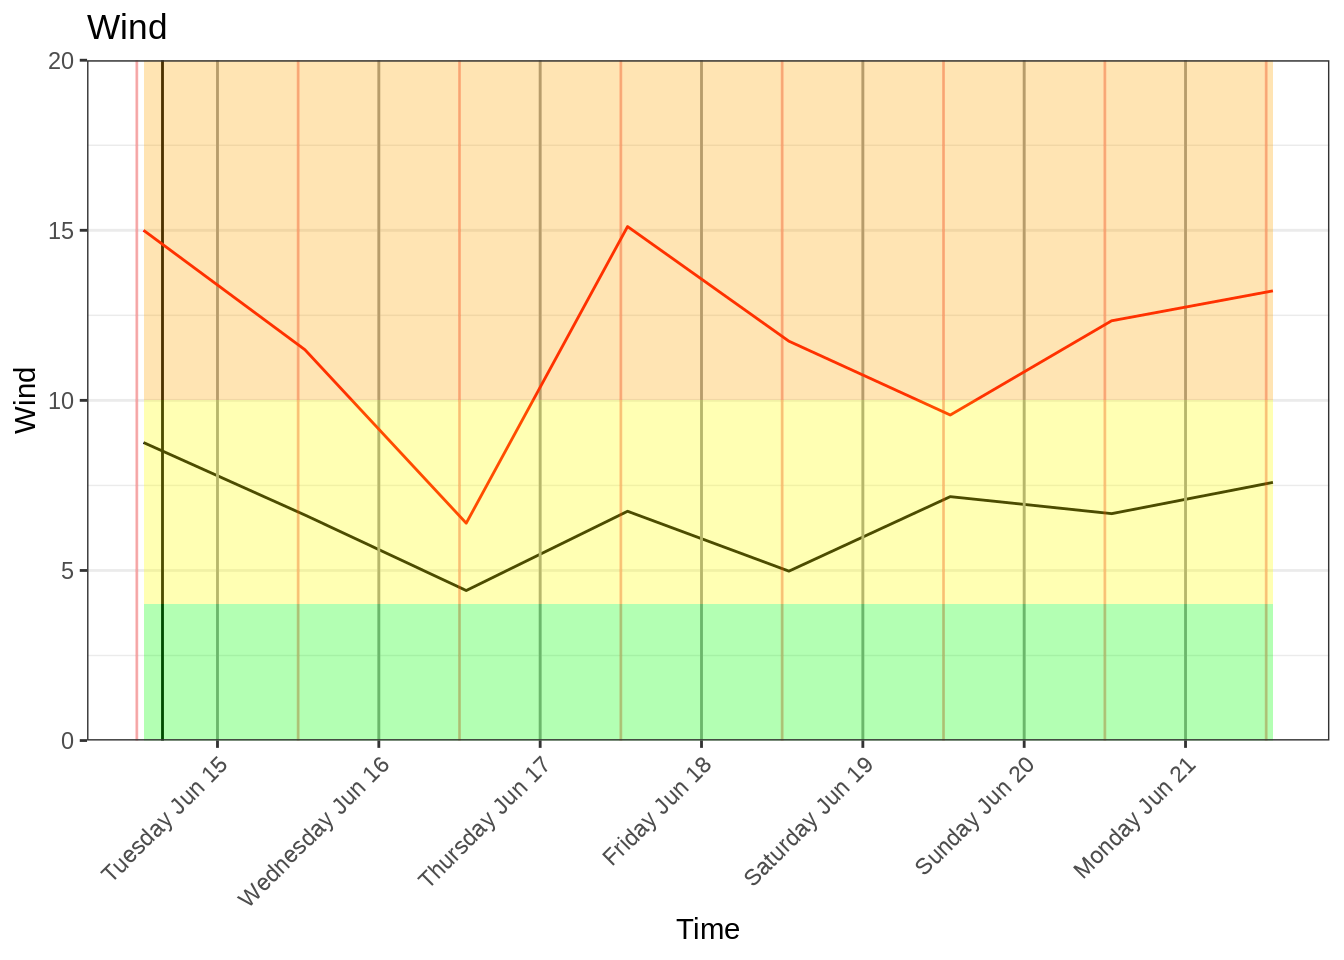 Wind
20
15
10
5
0
Wind
Tuesday Jun 15
Wednesday Jun 16
Thursday Jun 17
Friday Jun 18
Saturday Jun 19
Sunday Jun 20
Monday Jun 21
Time